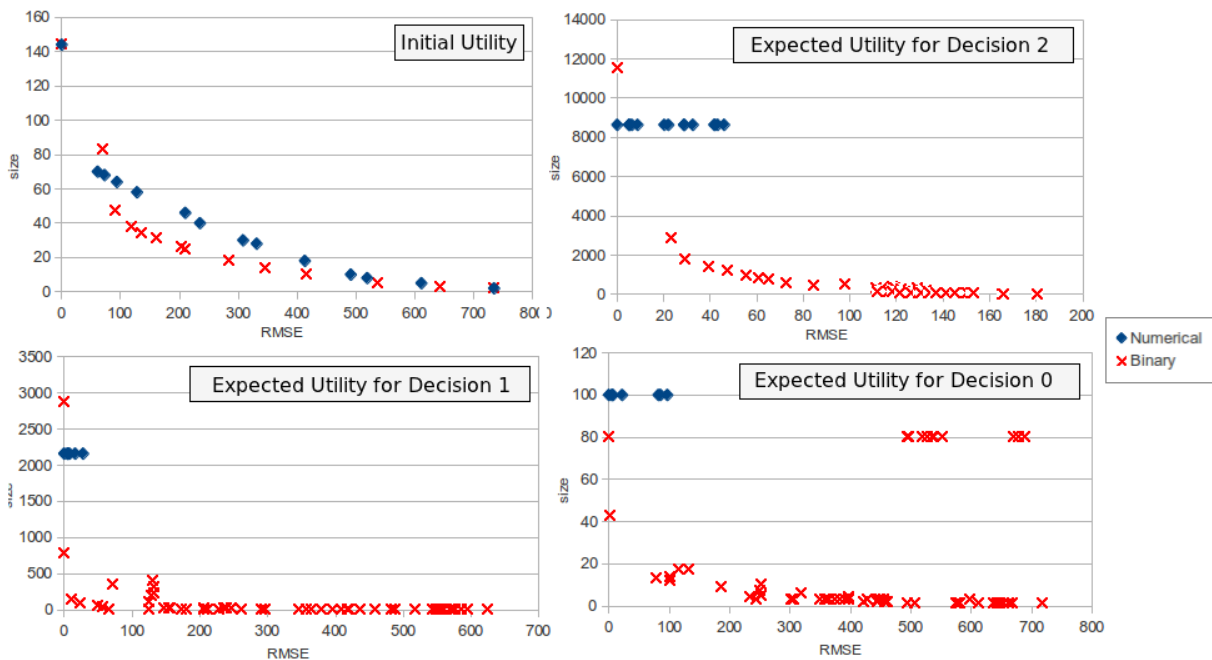 Initial Utility
size
160
140
120
100
80
60
40
20
0
0 100 200 300 400 500 600 700 800
RMSE
Expected Utility for Decision 2
size
14000
12000
10000
8000
6000
4000
2000
0
0 20 40 60 80 100 120 140 160 180 200
RMSE
Numerical
Binary
Expected Utility for Decision 1
size
3500
3000
2500
2000
1500
1000
500
0
0 100 200 300 400 500 600 700
RMSE
Expected Utility for Decision 0
size
120
100
80
60
40
20
0
0 100 200 300 400 500 600 700 800
RMSE